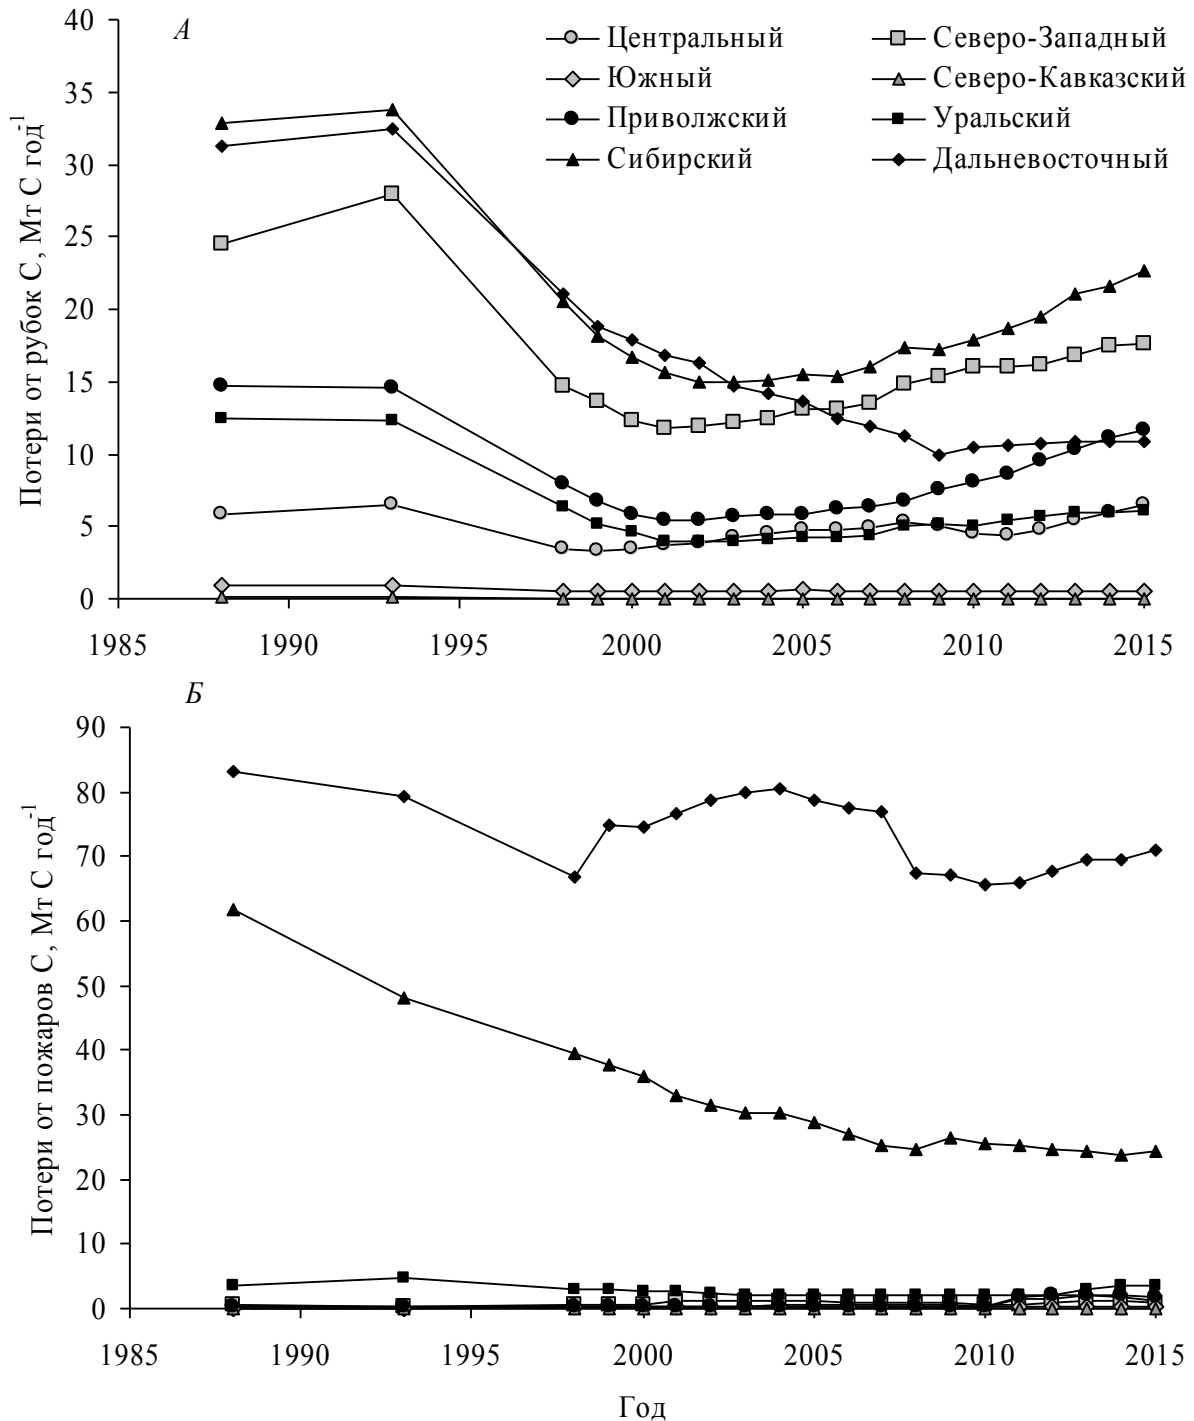 А
Центральный
Северо-Западный
Южный
Северо-Кавказский
Приволжский
Уральский
Сибирский
Дальневосточный
Потери от рубок С, Мт С год-1
40
35
30
25
20
15
10
5
0
1985 1990 1995 2000 2005 2010 2015
Б
Потери от пожаров С, Мт С год-1
90
80
70
60
50
40
30
20
10
0
1985 1990 1995 2000 2005 2010 2015
Год